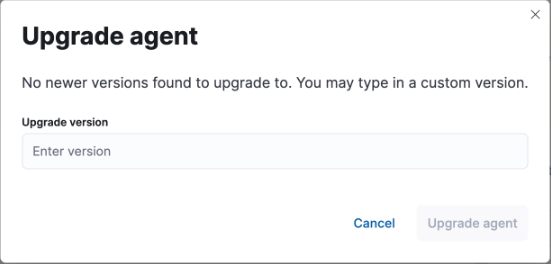 Upgrade agent
No newer versions found to upgrade to. You may type in a custom version.
Upgrade version
Enter version
Cancel
Upgrade agent